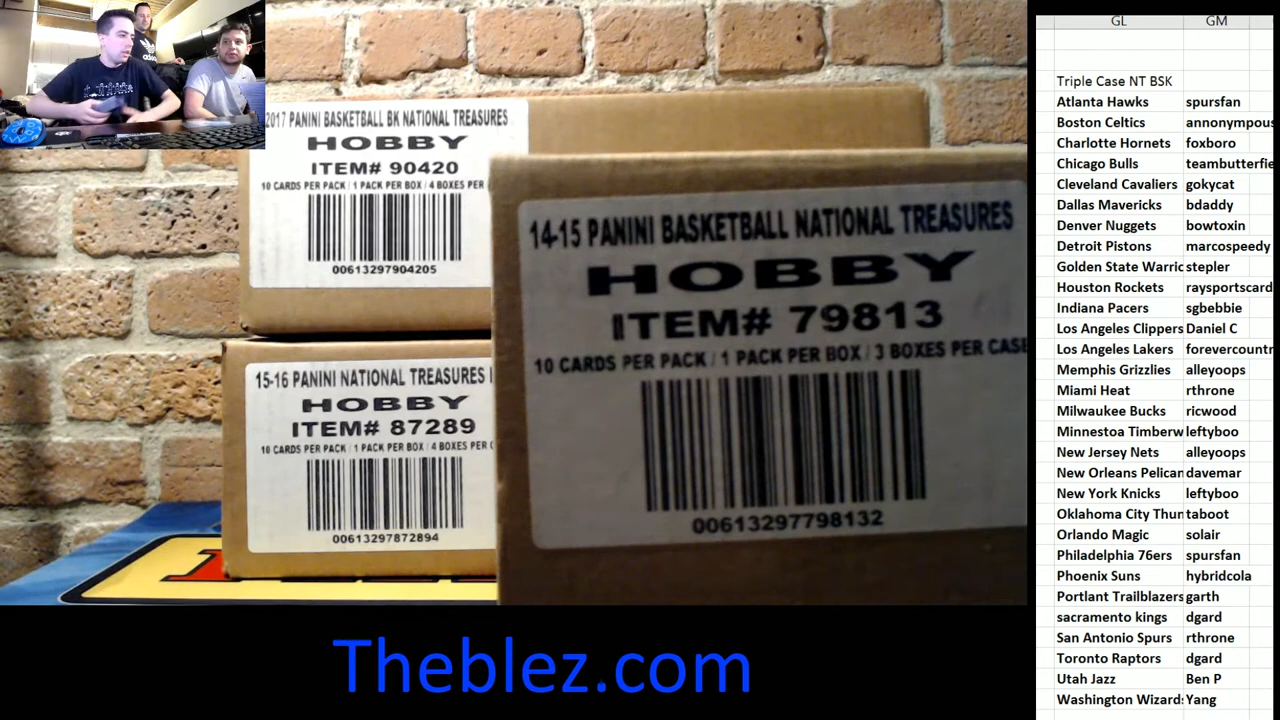 2017 PANINI BASKETBALL BK NATIONAL TREASURES
HOBBY
ITEM# 90420
10 CARDS PER PACK / 1 PACK PER BOX / 4 BOXES PER
00613297904205
15-16 PANINI NATIONAL TREASURES
HOBBY
ITEM# 87289
10 CARDS PER PACK / 1 PACK PER BOX / 4 BOXES PER C
00613297872894
14-15 PANINI BASKETBALL NATIONAL TREASURES
HOBBY
ITEM# 79813
10 CARDS PER PACK / 1 PACK PER BOX / 3 BOXES PER CASE
00613297798132
Theblez.com
GL GM
Triple Case NT BSK
Atlanta Hawks spursfan
Boston Celtics annonympous
Charlotte Hornets foxboro
Chicago Bulls teambutterfie
Cleveland Cavaliers gokycat
Dallas Mavericks bdaddy
Denver Nuggets bowtoxin
Detroit Pistons marcospeedy
Golden State Warric stepler
Houston Rockets raysportscard
Indiana Pacers sgbebbie
Los Angeles Clippers Daniel C
Los Angeles Lakers forevercountr
Memphis Grizzlies alleyoops
Miami Heat rthrone
Milwaukee Bucks ricwood
Minnestoa Timberw leftyboo
New Jersey Nets alleyoops
New Orleans Pelican davemar
New York Knicks leftyboo
Oklahoma City Thun taboot
Orlando Magic solair
Philadelphia 76ers spursfan
Phoenix Suns hybridcola
Portlant Trailblazers garth
sacramento kings dgard
San Antonio Spurs rthrone
Toronto Raptors dgard
Utah Jazz Ben P
Washington Wizards Yang